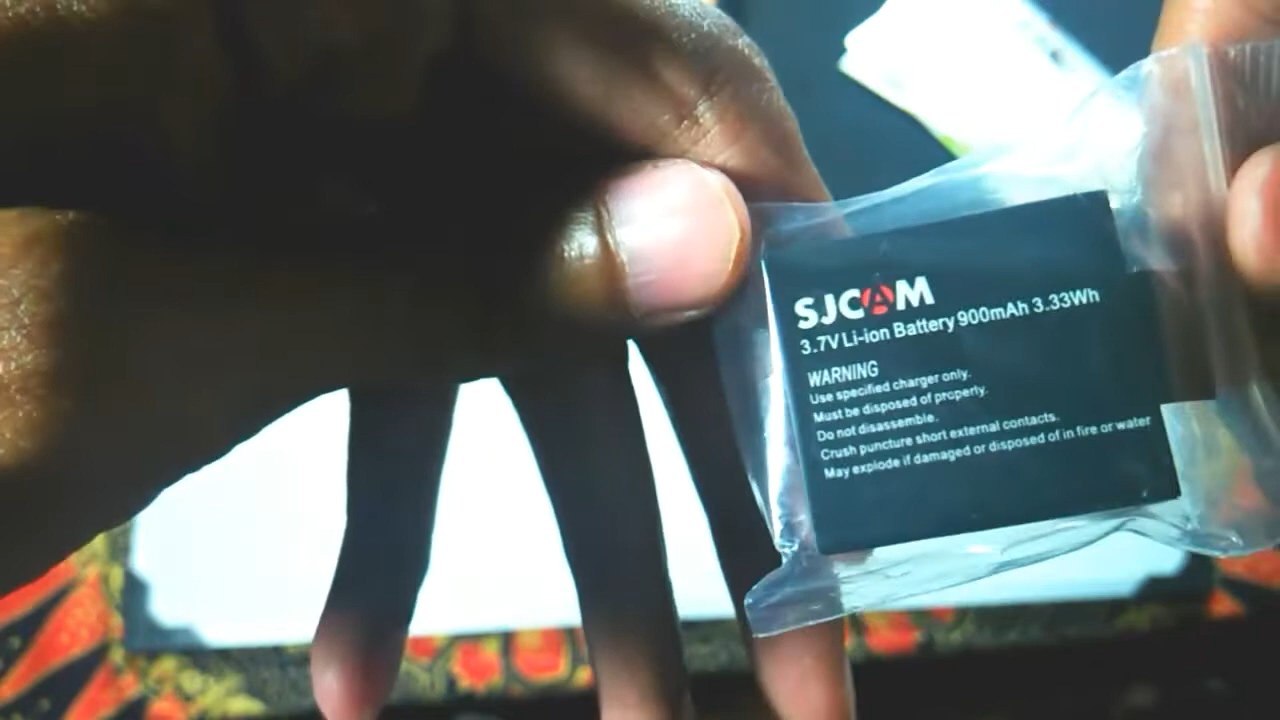 SJCAM
3.7V Li-ion Battery 900mAh 3.33Wh
WARNING
Use specified charger only.
Must be disposed of properly.
Do not disassemble.
Crush puncture short external contacts.
May explode if damaged or disposed of in fire or water